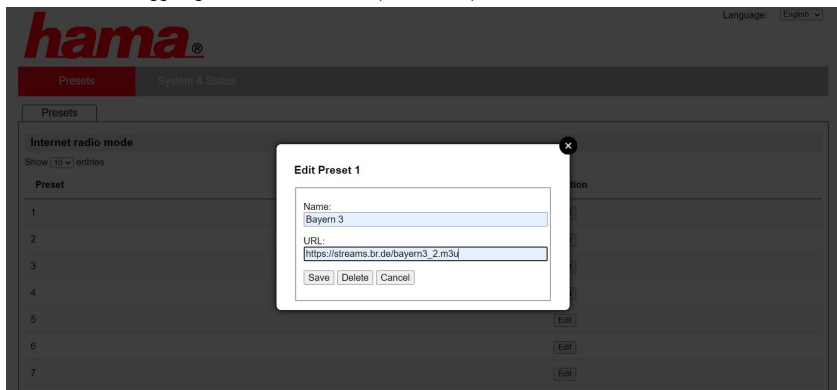 Language: English
hama®
Presets System & Status
Presets
Internet radio mode
Show 10 entries
Preset
1
2
3
4
5 Edit
6 Edit
7 Edit
Edit Preset 1
Name:
Bayern 3
URL:
https://streams.br.de/bayern3_2.m3u
Save Delete Cancel